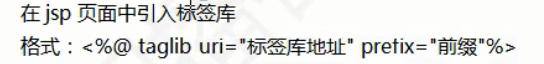 在 jsp 页面中引入标签库
格式：<%@ taglib uri="标签库地址" prefix="前缀"%>